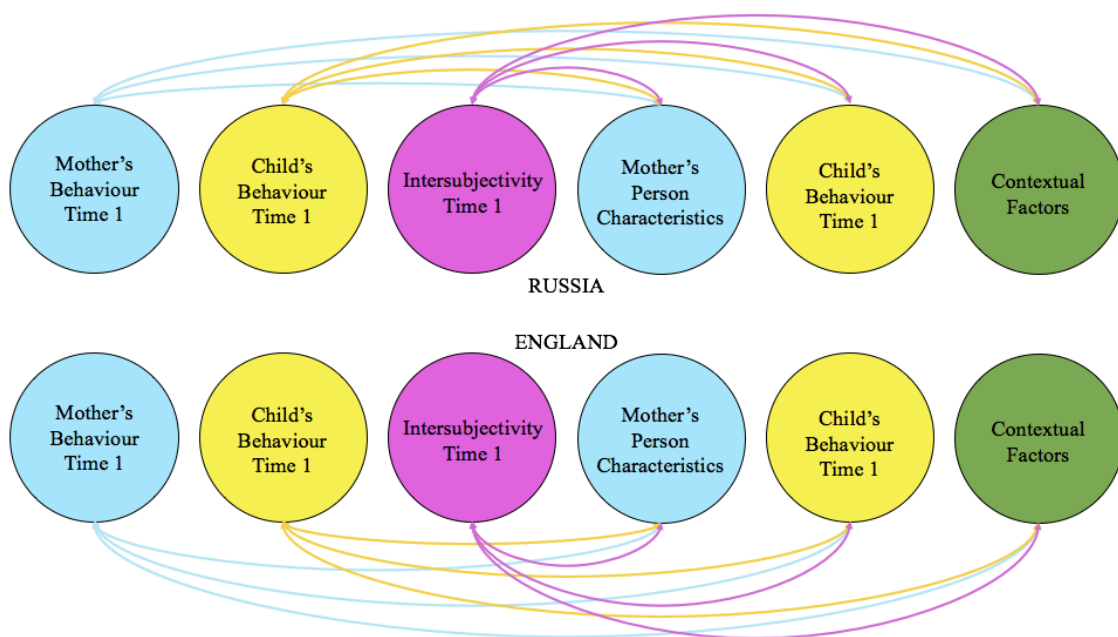 Mother's
Behaviour
Time 1
Child's
Behaviour
Time 1
Intersubjectivity
Time 1
Mother's
Person
Characteristics
Child's
Behaviour
Time 1
Contextual
Factors
RUSSIA
ENGLAND
Mother's
Behaviour
Time 1
Child's
Behaviour
Time 1
Intersubjectivity
Time 1
Mother's
Person
Characteristics
Child's
Behaviour
Time 1
Contextual
Factors